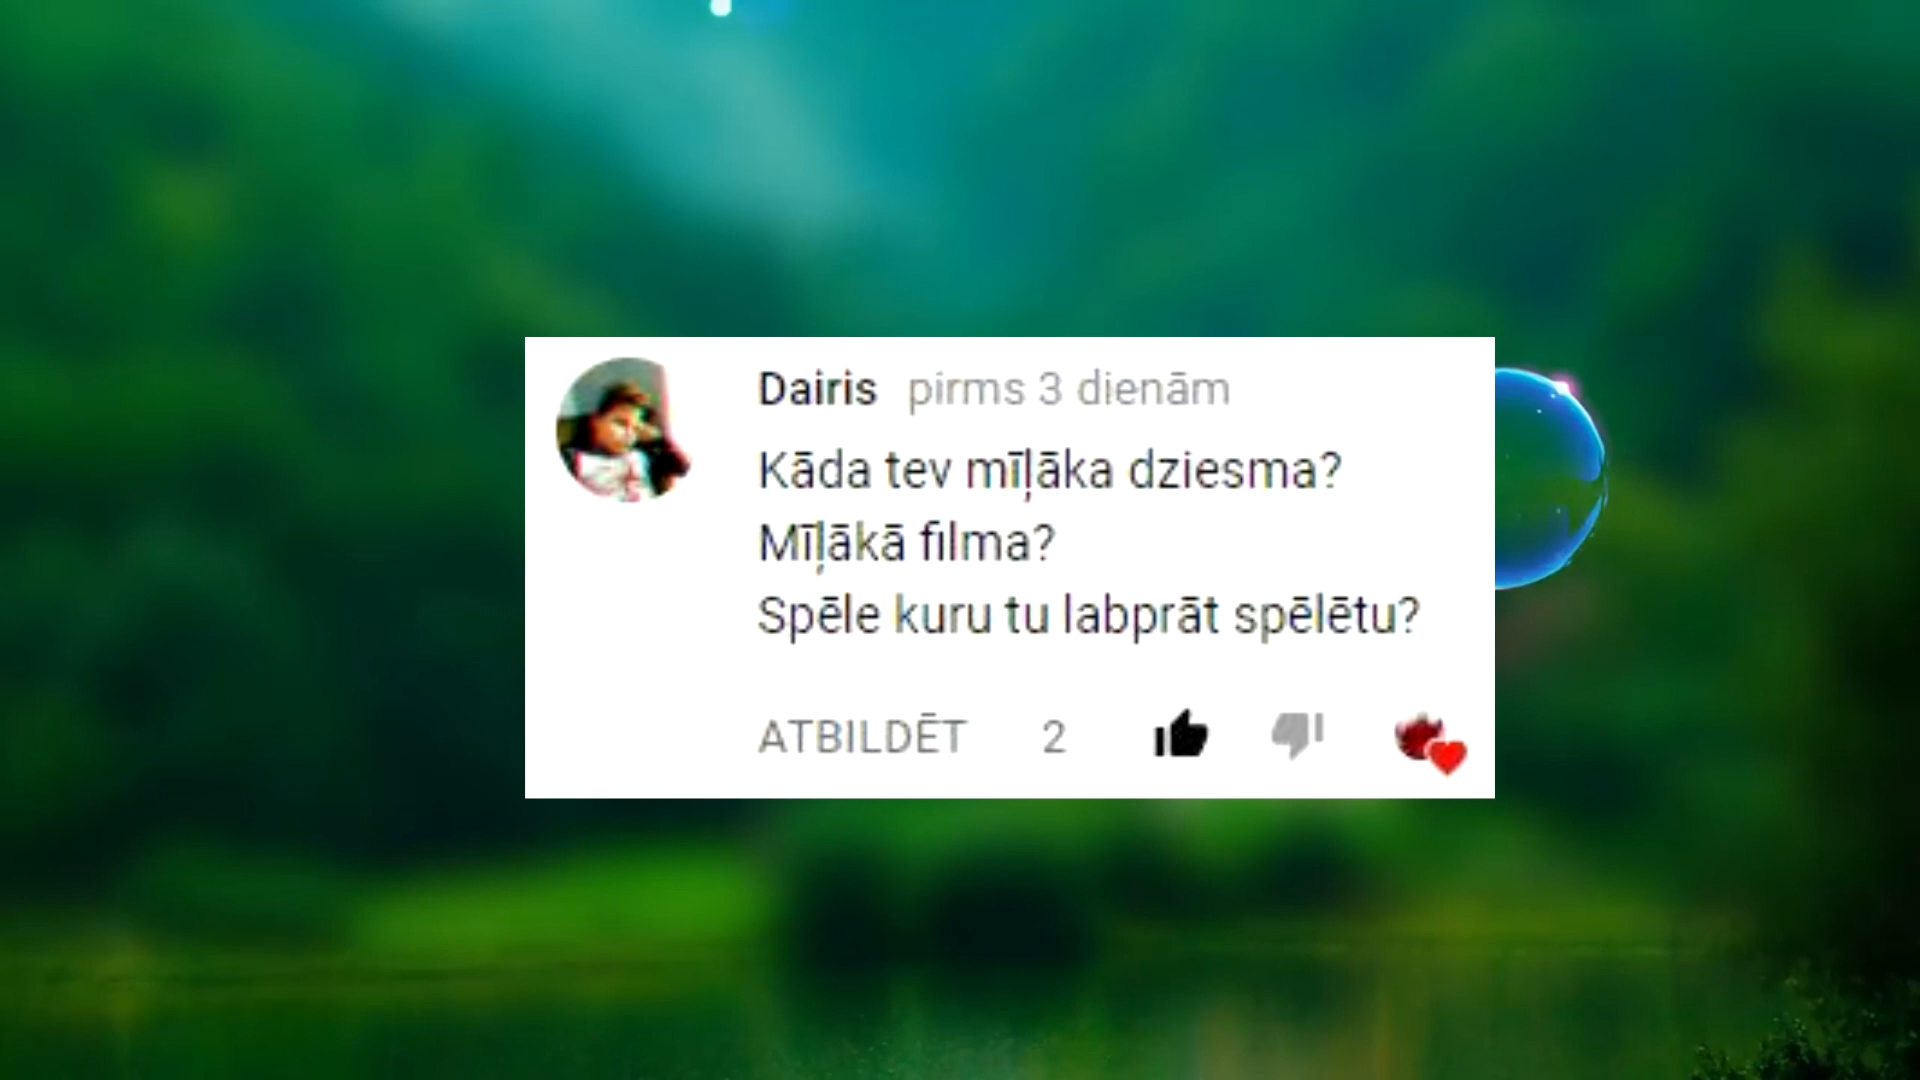 Dairis pirms 3 dienām
Kāda tev mīļāka dziesma?
Mīļākā filma?
Spēle kuru tu labprāt spēlētu?
ATBILDĒT 2